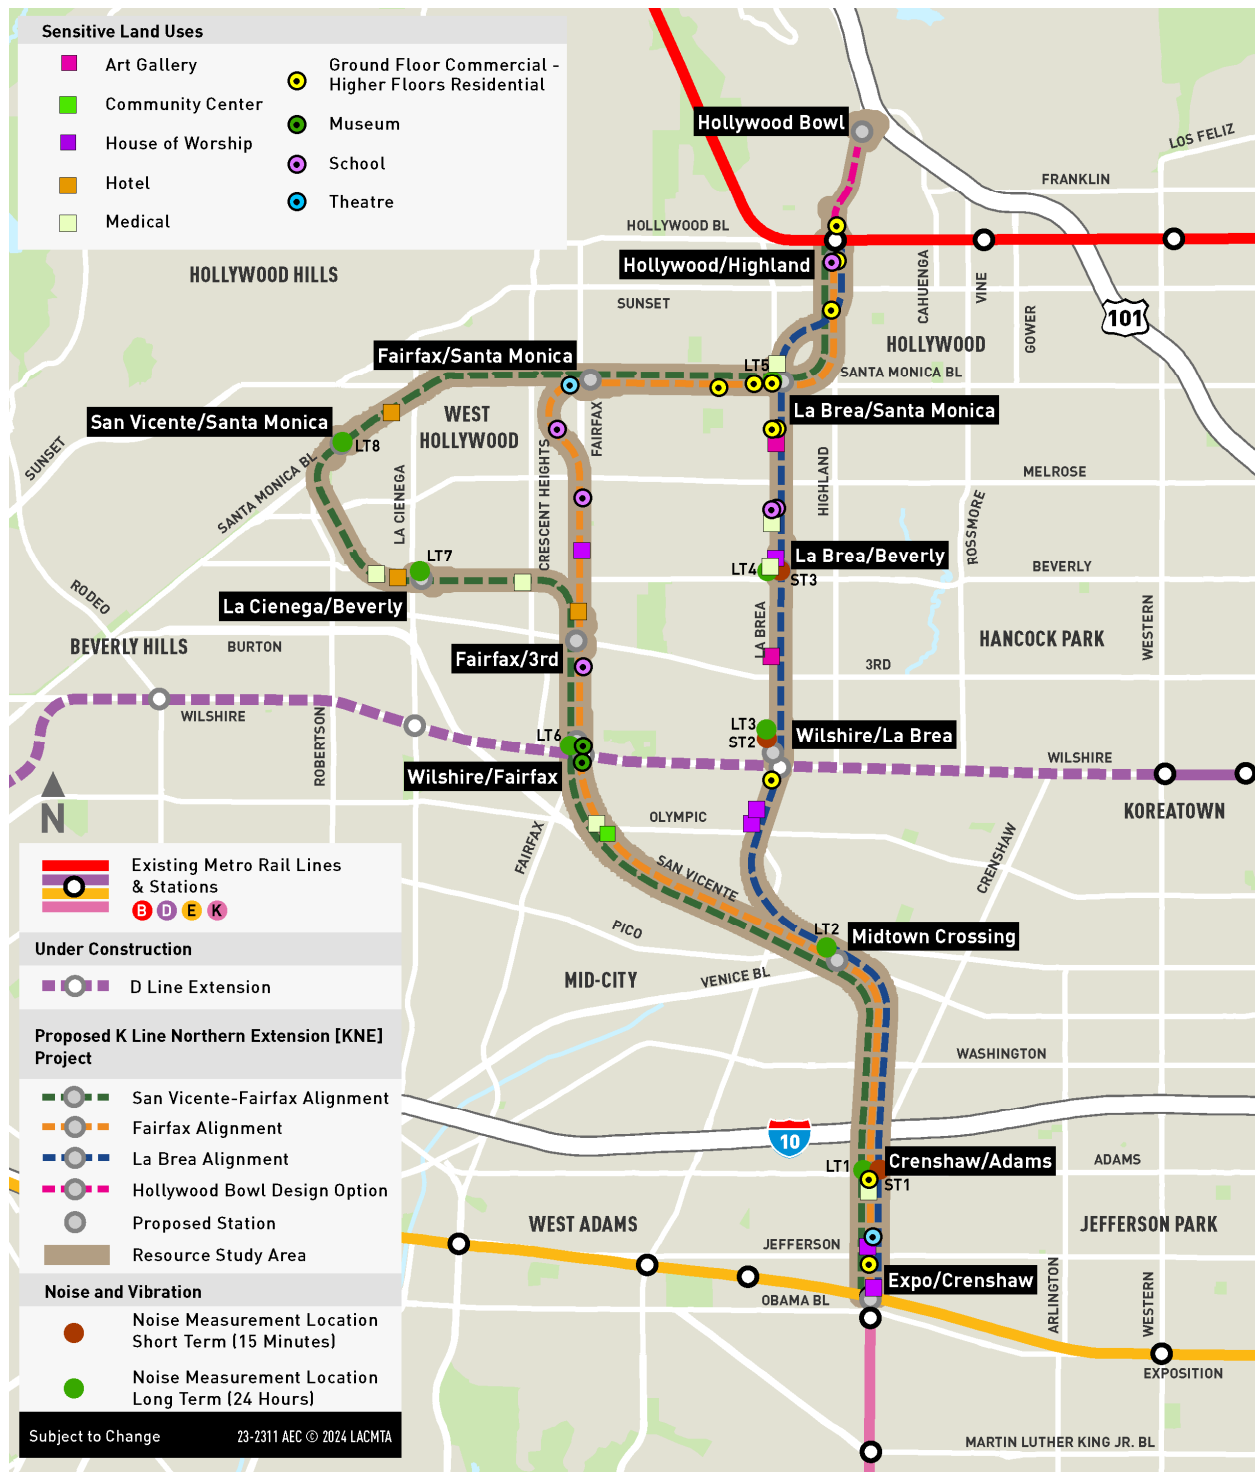 Sensitive Land Uses
Art Gallery
Community Center
House of Worship
Hotel
Medical
Ground Floor Commercial -
Higher Floors Residential
Museum
School
Theatre
Hollywood Bowl
LOS FELIZ
FRANKLIN
HOLLYWOOD BL
Hollywood/Highland
HOLLYWOOD HILLS
SUNSET
CAHUENGA
VINE
GOWER
101
HOLLYWOOD
Fairfax/Santa Monica
LT5
SANTA MONICA BL
La Brea/Santa Monica
San Vicente/Santa Monica
WEST
HOLLYWOOD
FAIRFAX
LT8
SUNSET
SANTA MONICA BL
LA CIENEGA
CRESCENT HEIGHTS
HIGHLAND
MELROSE
ROSSMORE
LT7
La Brea/Beverly
LT4
ST3
BEVERLY
RODEO
La Cienega/Beverly
LA BREA
WESTERN
BEVERLY HILLS
BURTON
HANCOCK PARK
Fairfax/3rd
3RD
WILSHIRE
ROBERTSON
LT6
LT3
ST2
Wilshire/La Brea
WILSHIRE
Wilshire/Fairfax
N
KOREATOWN
OLYMPIC
FAIRFAX
SAN VICENTE
CRENSHAW
Existing Metro Rail Lines
& Stations
B D E K
PICO
LT2
Midtown Crossing
Under Construction
D Line Extension
MID-CITY
VENICE BL
Proposed K Line Northern Extension [KNE]
Project
WASHINGTON
San Vicente-Fairfax Alignment
Fairfax Alignment
La Brea Alignment
Hollywood Bowl Design Option
Proposed Station
Resource Study Area
10
LT1
Crenshaw/Adams
ST1
ADAMS
WEST ADAMS
JEFFERSON PARK
JEFFERSON
Expo/Crenshaw
OBAMA BL
ARLINGTON
WESTERN
EXPOSITION
Noise and Vibration
Noise Measurement Location
Short Term (15 Minutes)
Noise Measurement Location
Long Term (24 Hours)
Subject to Change
23-2311 AEC © 2024 LACMTA
MARTIN LUTHER KING JR. BL